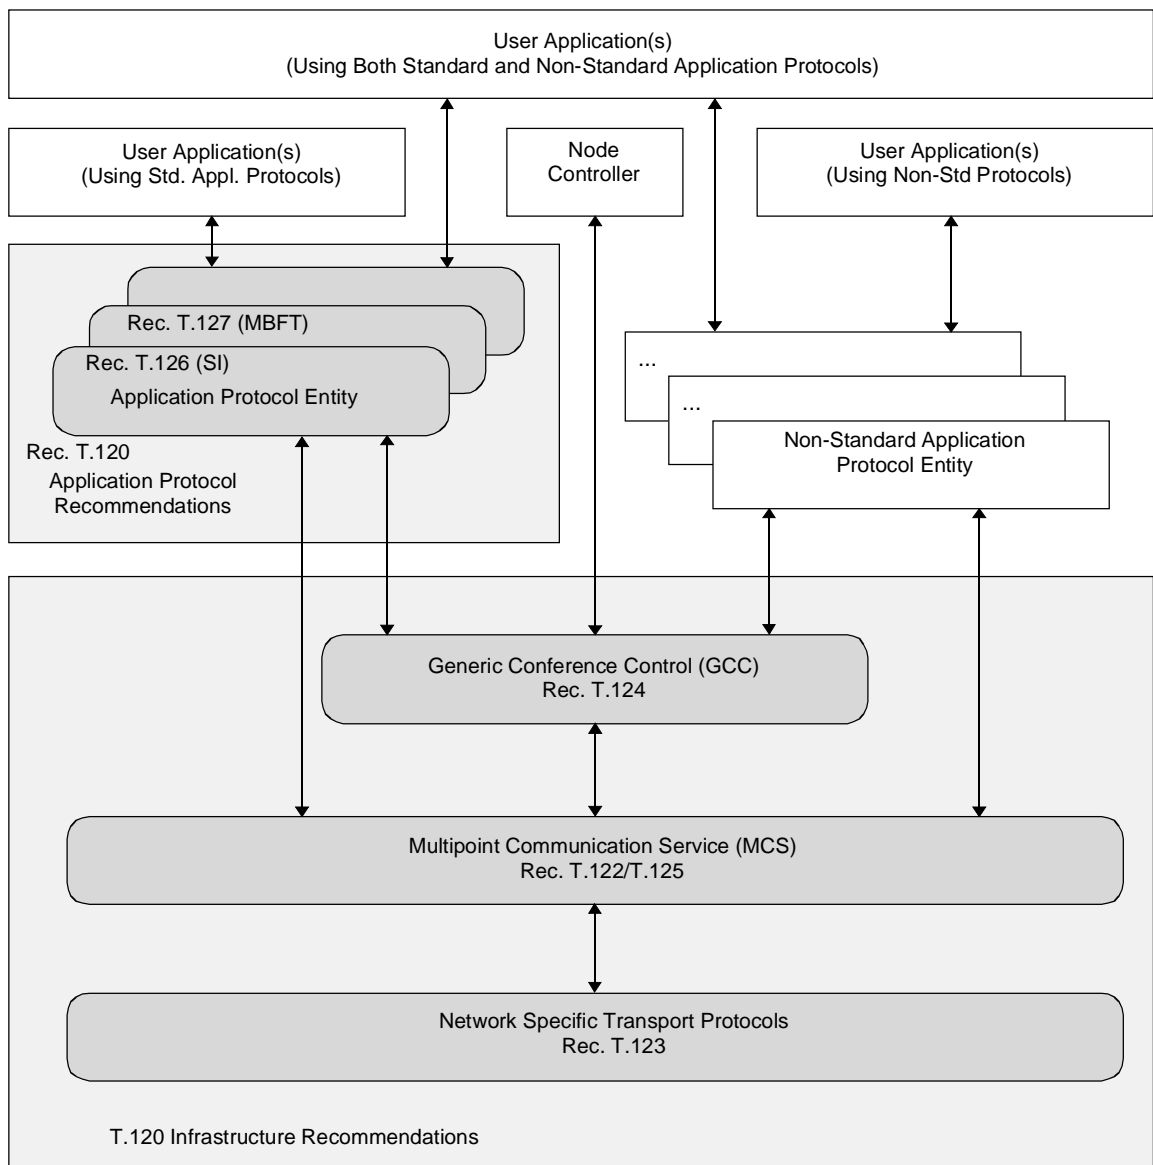 User Application(s)
(Using Both Standard and Non-Standard Application Protocols)
User Application(s)
(Using Std. Appl. Protocols)
Node
Controller
User Application(s)
(Using Non-Std Protocols)
Rec. T.127 (MBFT)
Rec. T.126 (SI)
Application Protocol Entity
Rec. T.120
Application Protocol
Recommendations
...
...
Non-Standard Application
Protocol Entity
Generic Conference Control (GCC)
Rec. T.124
Multipoint Communication Service (MCS)
Rec. T.122/T.125
Network Specific Transport Protocols
Rec. T.123
T.120 Infrastructure Recommendations